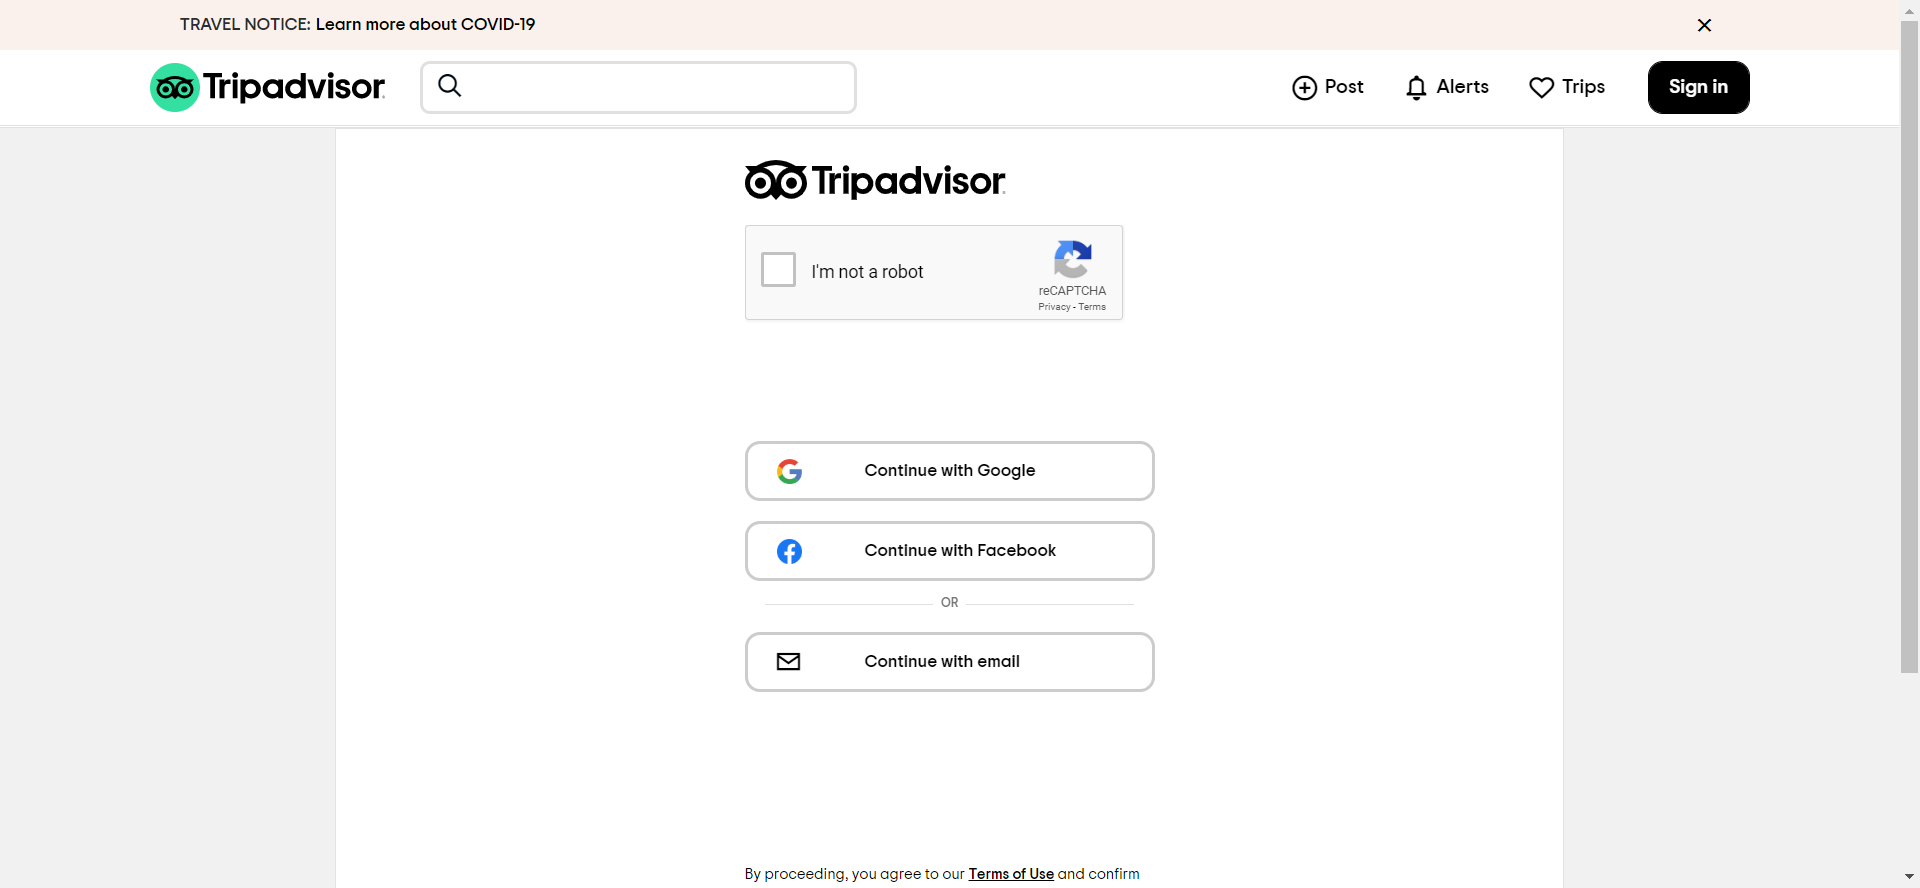 TRAVEL NOTICE: Learn more about COVID-19
Tripadvisor
Post
Alerts
Trips
Sign in
Tripadvisor
I'm not a robot
reCAPTCHA
Privacy - Terms
Continue with Google
Continue with Facebook
OR
Continue with email
By proceeding, you agree to our Terms of Use and confirm